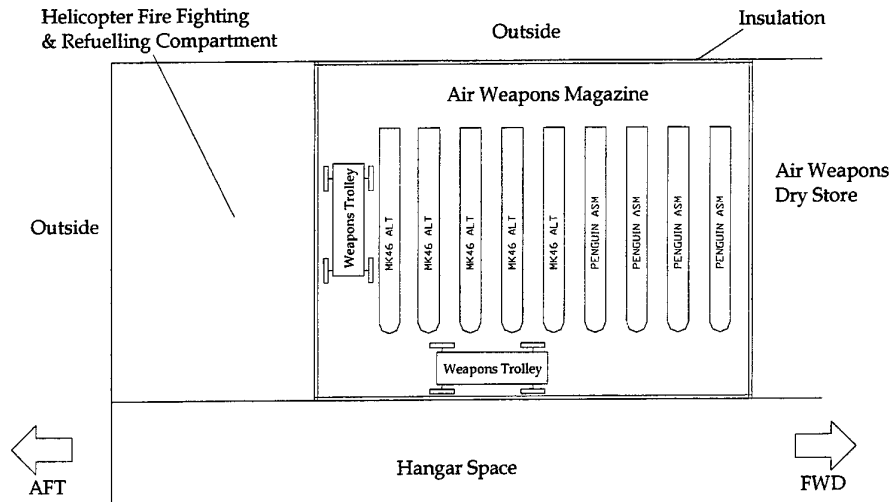 Helicopter Fire Fighting
& Refuelling Compartment
Outside
Insulation
Air Weapons Magazine
Air Weapons
Dry Store
Outside
Weapons Trolley
MK46 ALT
MK46 ALT
MK46 ALT
MK46 ALT
MK46 ALT
PENGUIN ASM
PENGUIN ASM
PENGUIN ASM
PENGUIN ASM
Weapons Trolley
AFT
Hangar Space
FWD